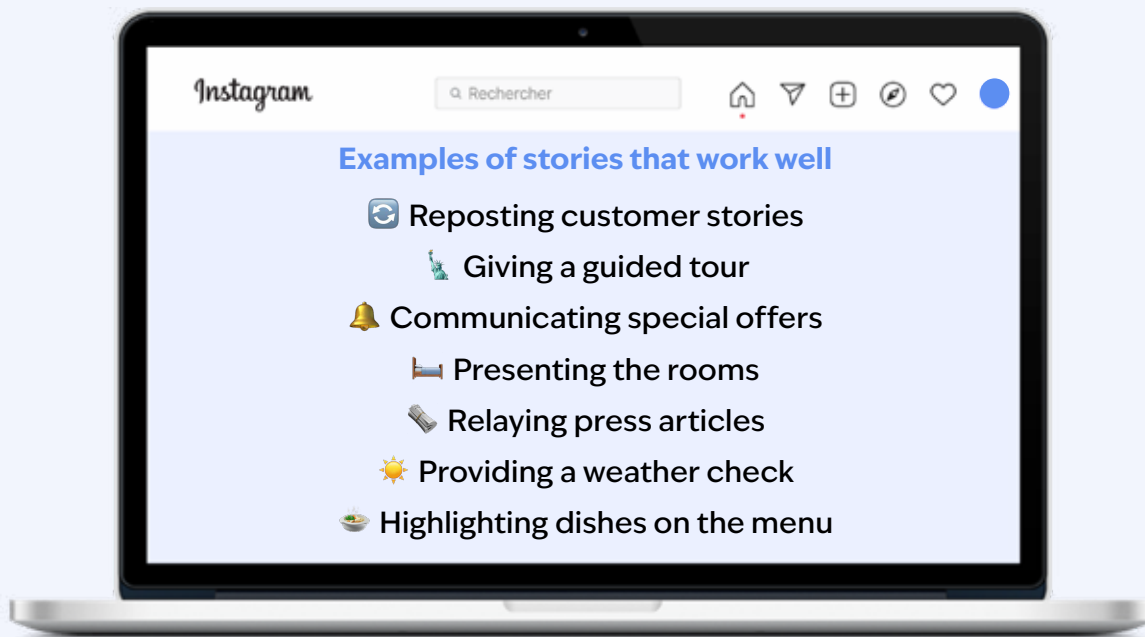 Instagram
Rechercher
Examples of stories that work well
🔄 Reposting customer stories
🗽 Giving a guided tour
🔔 Communicating special offers
🛏️ Presenting the rooms
🗞️ Relaying press articles
☀️ Providing a weather check
🍲 Highlighting dishes on the menu